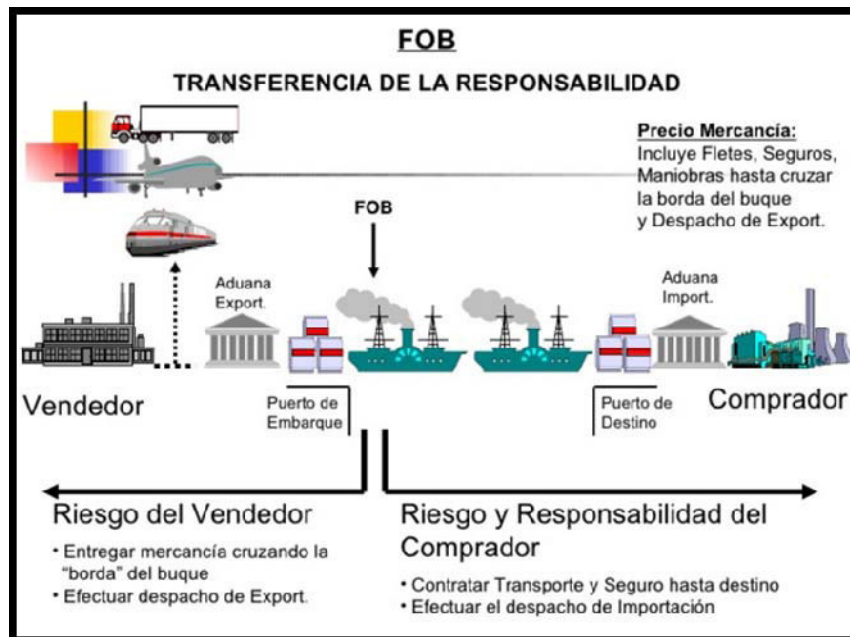 FOB
TRANSFERENCIA DE LA RESPONSABILIDAD
Precio Mercancía:
Incluye Fletes, Seguros,
Maniobras hasta cruzar
la borda del buque
y Despacho de Export.
FOB
Aduana
Export.
Aduana
Import.
Vendedor
Puerto de
Embarque
Puerto de
Destino
Comprador
Riesgo del Vendedor
• Entregar mercancía cruzando la
"borda" del buque
• Efectuar despacho de Export.
Riesgo y Responsabilidad del
Comprador
• Contratar Transporte y Seguro hasta destino
• Efectuar el despacho de Importación